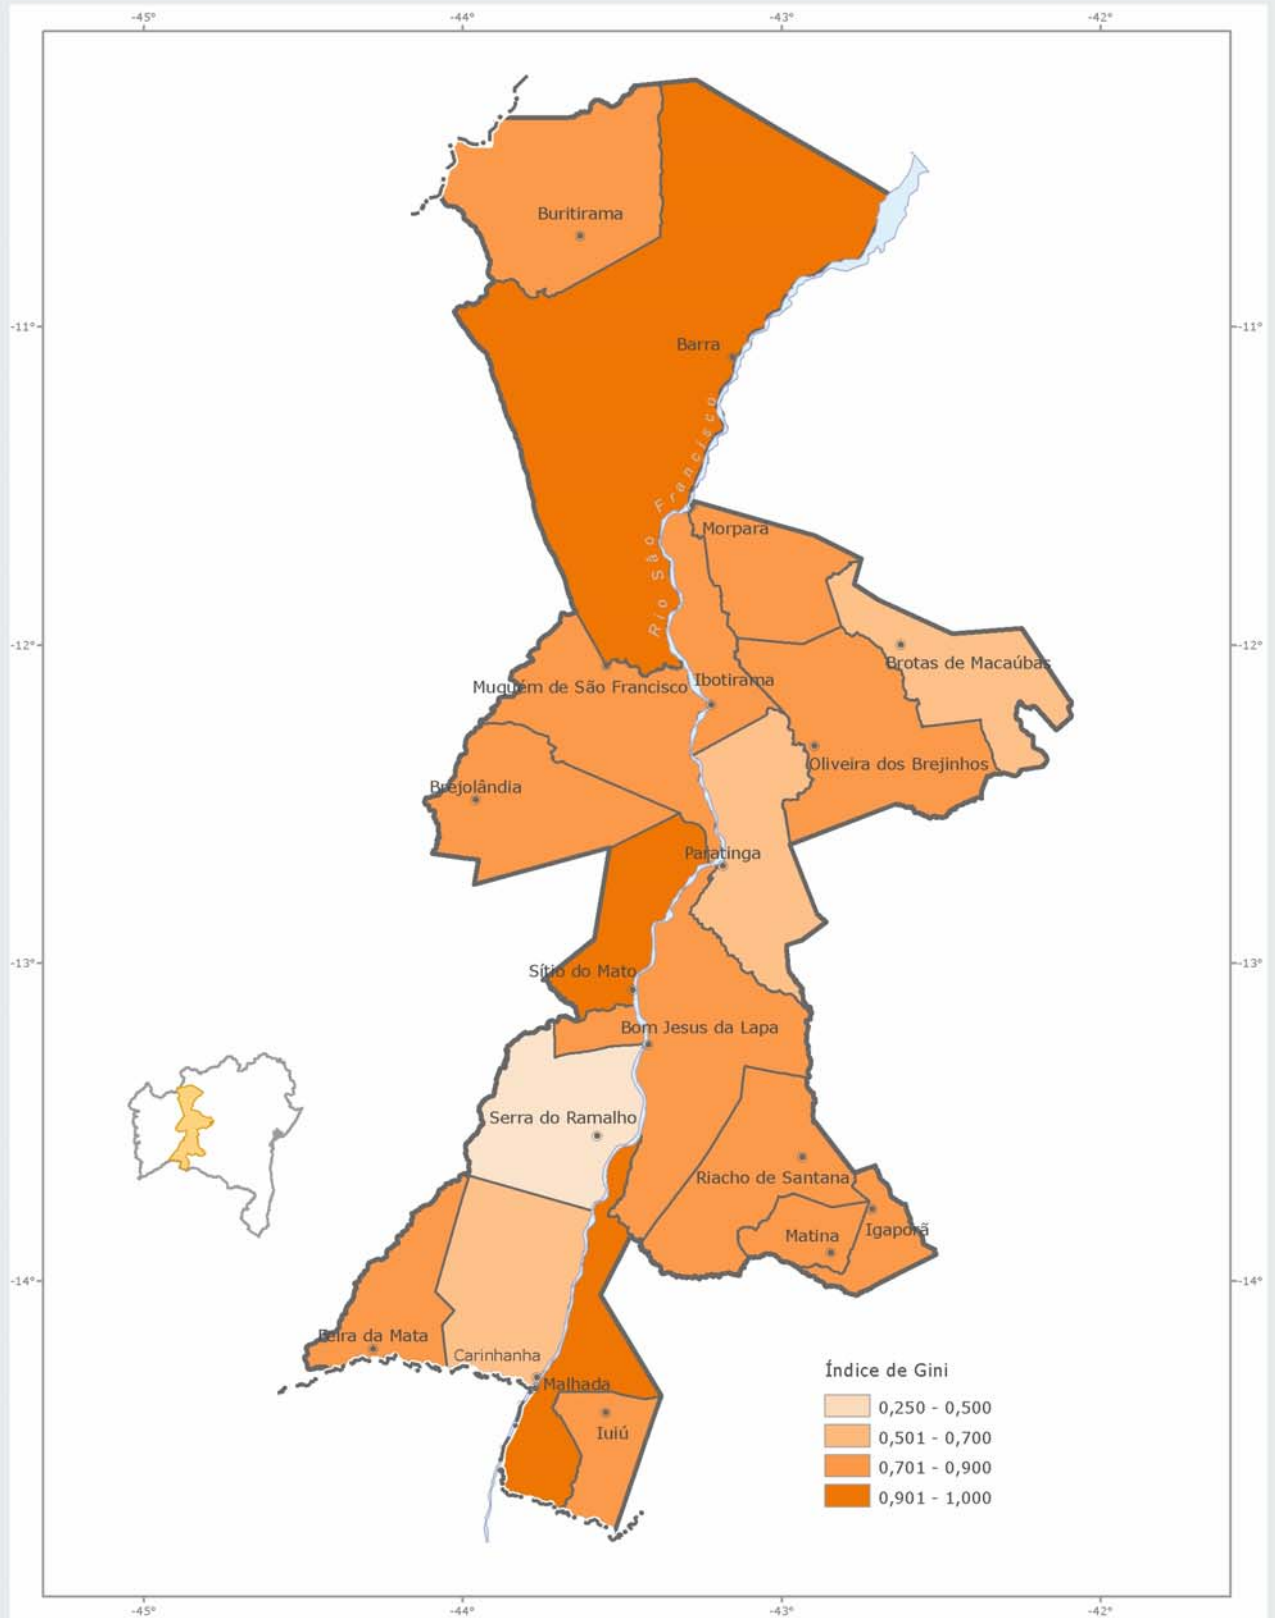 -45°
-44°
-43°
-42°
Buritirama
-11°
-11°
Barra
Rio São Francisco
Morpará
-12°
-12°
Brotas de Macaúbas
Muquém de São Francisco
Ibotirama
Oliveira dos Brejinhos
Brejolândia
Paratinga
-13°
-13°
Sítio do Mato
Bom Jesus da Lapa
Serra do Ramalho
Riacho de Santana
Igaporã
Matina
-14°
-14°
Feira da Mata
Carinhanha
Malhada
Iuiú
Índice de Gini
0,250 - 0,500
0,501 - 0,700
0,701 - 0,900
0,901 - 1,000
-45°
-44°
-43°
-42°